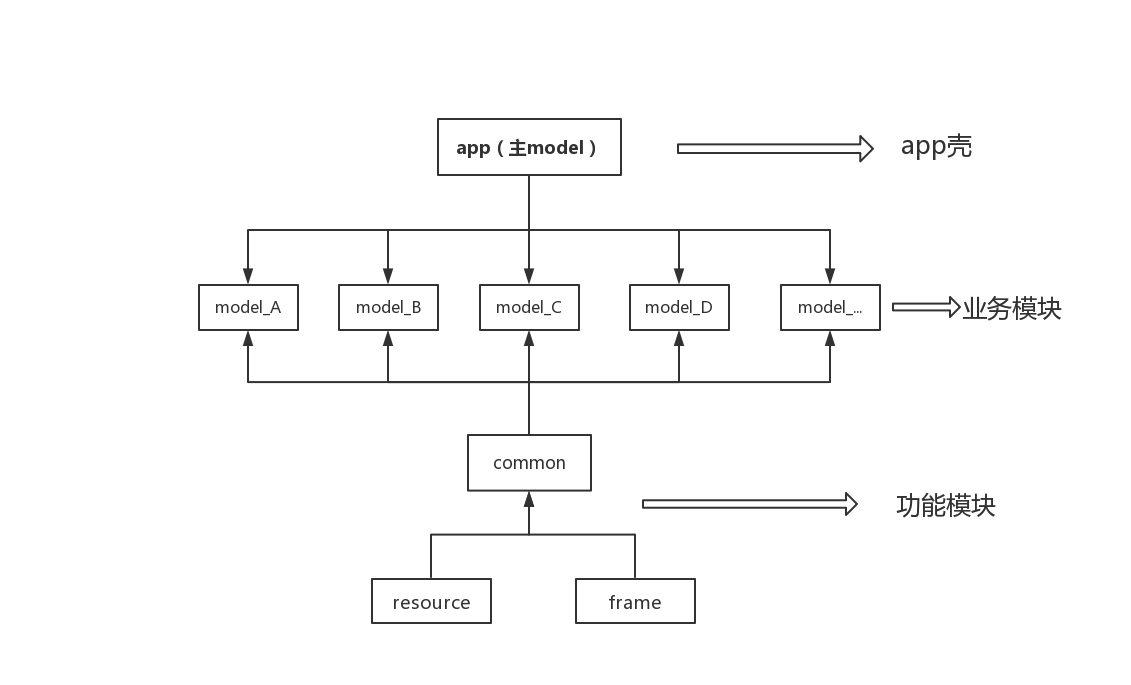 app（主model）
app壳
model_A
model_B
model_C
model_D
model_...
业务模块
common
功能模块
resource
frame